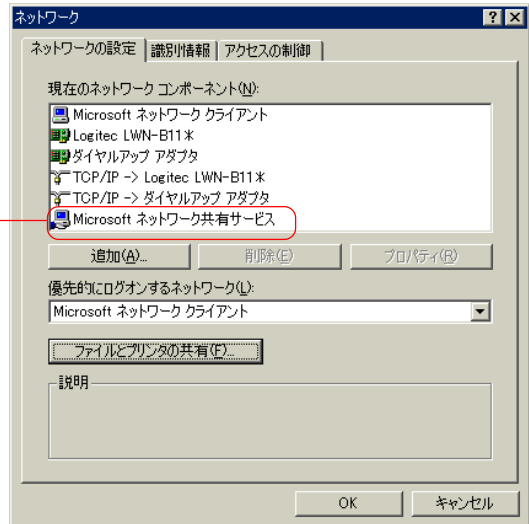 ネットワーク
ネットワークの設定 識別情報 アクセスの制御
現在のネットワーク コンポーネント(N):
Microsoft ネットワーク クライアント
Logitec LWN-B11*
ダイヤルアップ アダプタ
TCP/IP -> Logitec LWN-B11*
TCP/IP -> ダイヤルアップ アダプタ
Microsoft ネットワーク共有サービス
追加(A)... 削除(E) プロパティ(R)
優先的にログオンするネットワーク(L):
Microsoft ネットワーク クライアント
ファイルとプリンタの共有(F)...
説明
OK キャンセル